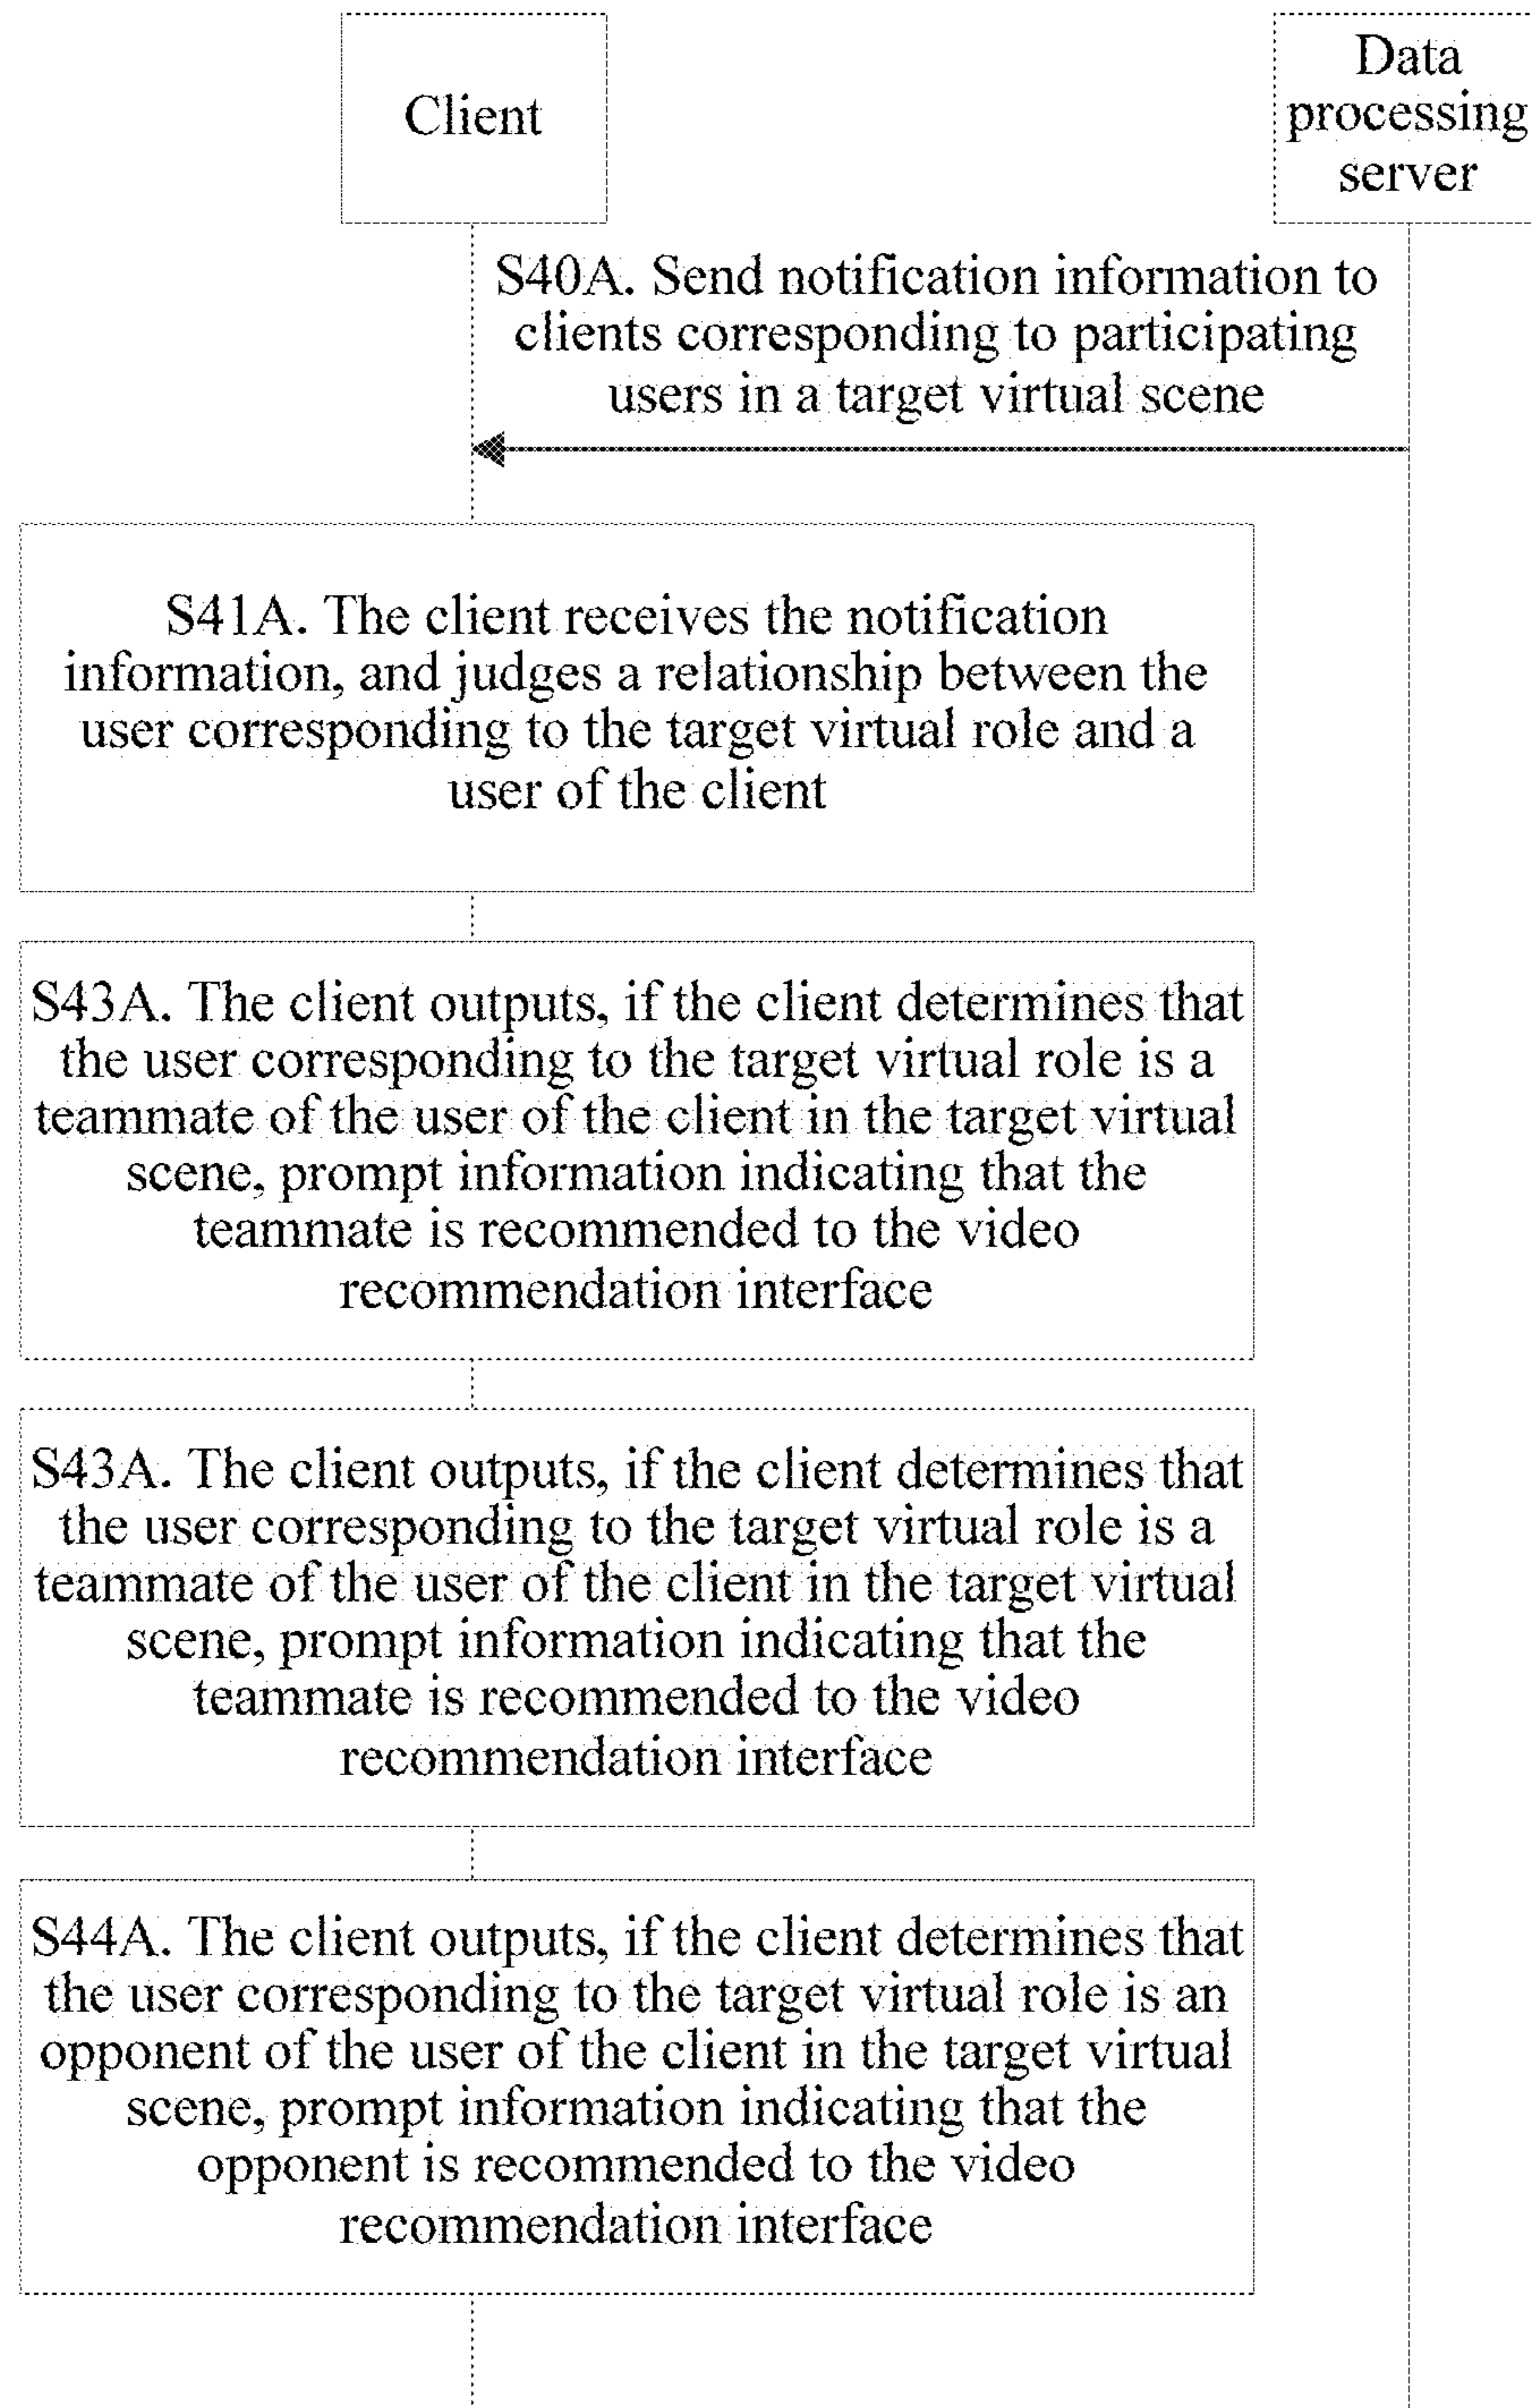 Client
Data
processing
server
S40A. Send notification information to
clients corresponding to participating
users in a target virtual scene
S41A. The client receives the notification
information, and judges a relationship between the
user corresponding to the target virtual role and a
user of the client
S43A. The client outputs, if the client determines that
the user corresponding to the target virtual role is a
teammate of the user of the client in the target virtual
scene, prompt information indicating that the
teammate is recommended to the video
recommendation interface
S43A. The client outputs, if the client determines that
the user corresponding to the target virtual role is a
teammate of the user of the client in the target virtual
scene, prompt information indicating that the
teammate is recommended to the video
recommendation interface
S44A. The client outputs, if the client determines that
the user corresponding to the target virtual role is an
opponent of the user of the client in the target virtual
scene, prompt information indicating that the
opponent is recommended to the video
recommendation interface